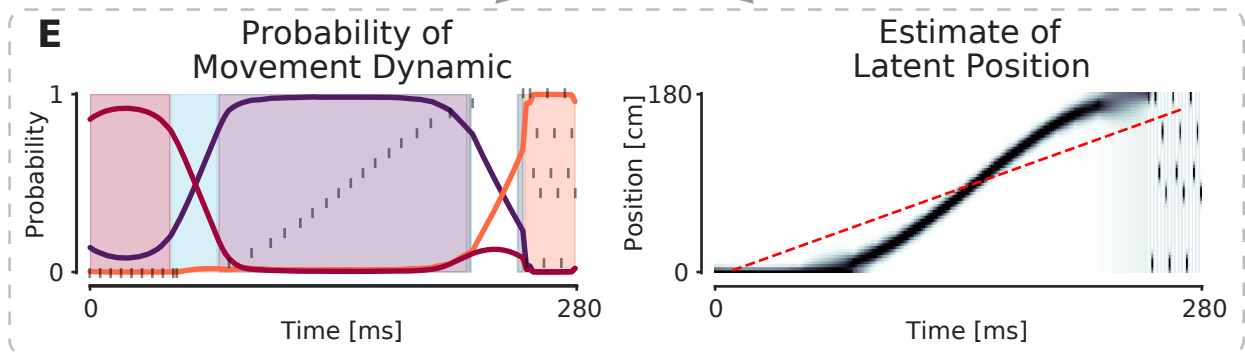 E
Probability of
Movement Dynamic
Probability
1
0
0
280
Time [ms]
Estimate of
Latent Position
Position [cm]
180
0
0
280
Time [ms]